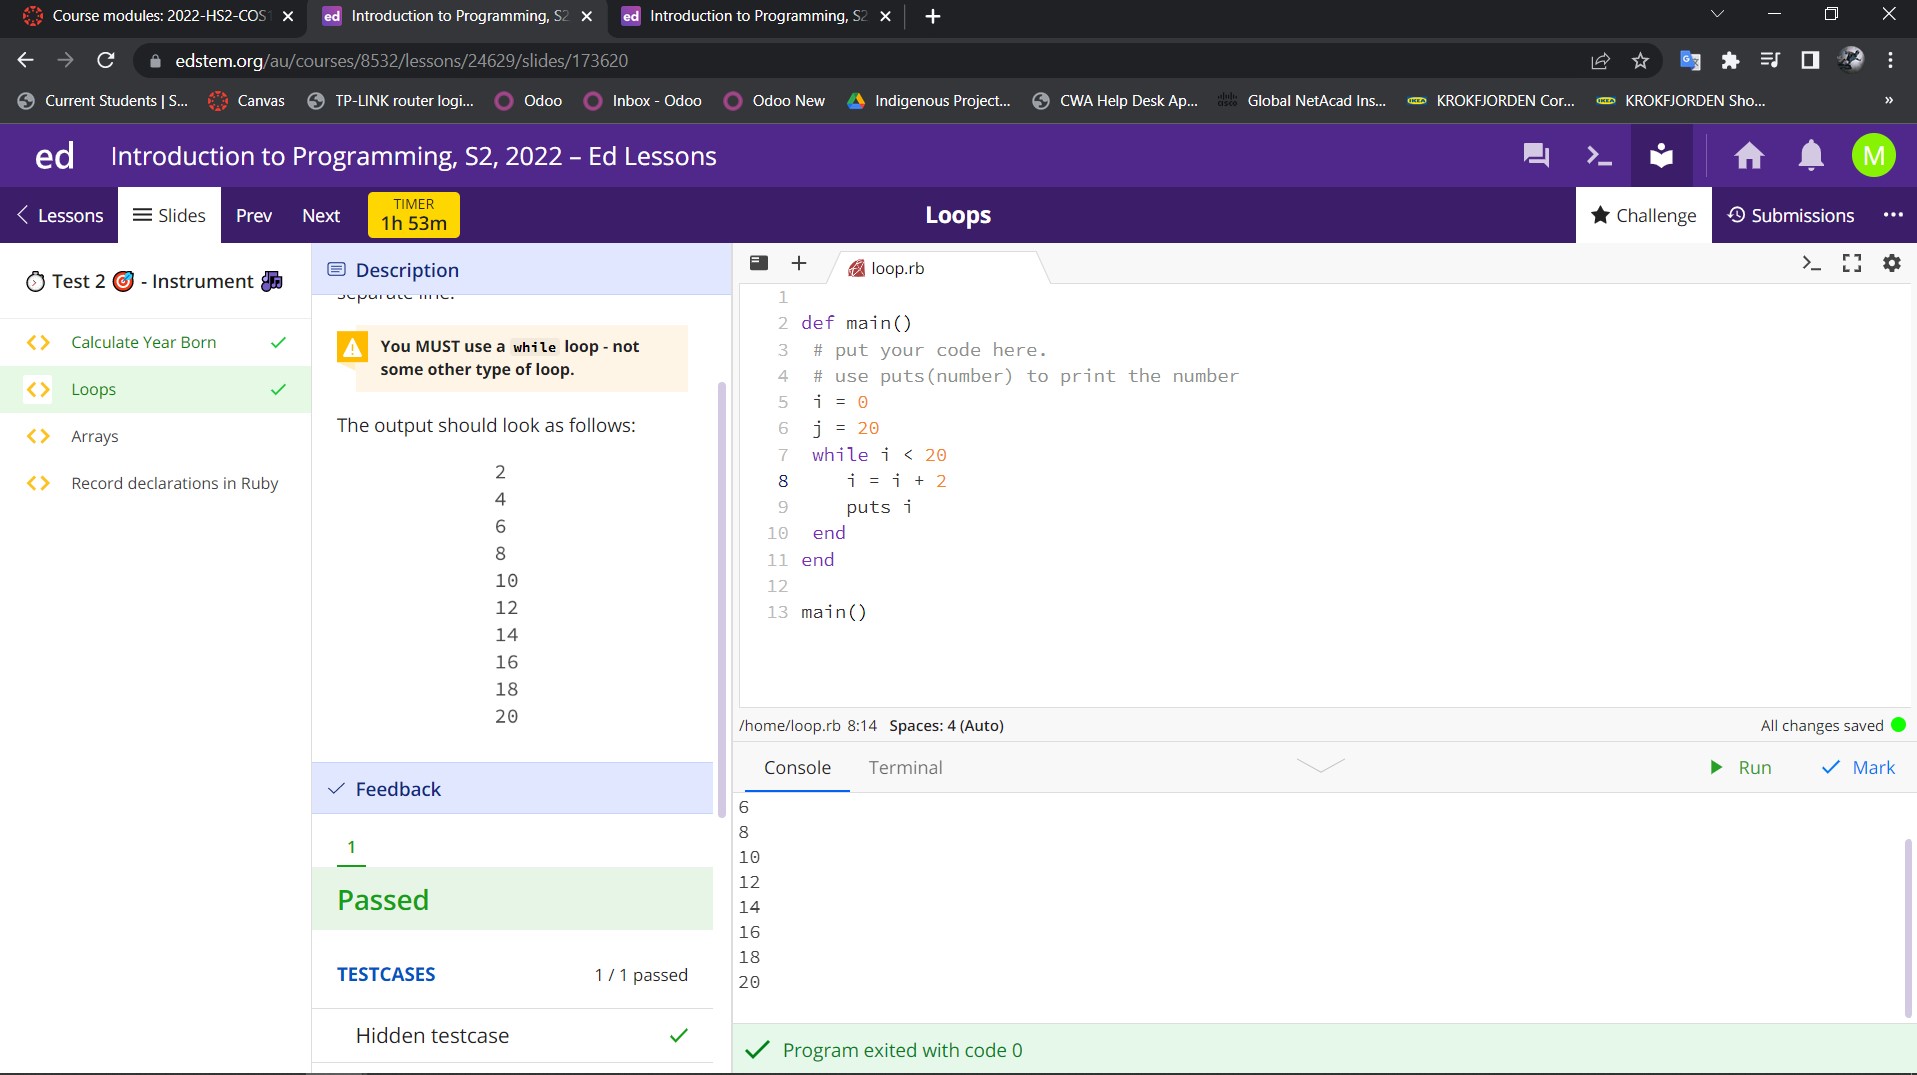 Course modules: 2022-HS2-COS1
ed Introduction to Programming, S2
ed Introduction to Programming, S2
edstem.org/au/courses/8532/lessons/24629/slides/173620
Current Students | S...
Canvas
TP-LINK router logi...
Odoo
Inbox - Odoo
Odoo New
Indigenous Project...
CWA Help Desk Ap...
Global NetAcad Ins...
KROKFJORDEN Cor...
KROKFJORDEN Sho...
»
ed
Introduction to Programming, S2, 2022 – Ed Lessons
M
Lessons
Slides
Prev
Next
TIMER
1h 53m
Loops
Challenge
Submissions
Test 2 - Instrument
Calculate Year Born
Loops
Arrays
Record declarations in Ruby
Description
separate line.
You MUST use a while loop - not
some other type of loop.
The output should look as follows:
2
4
6
8
10
12
14
16
18
20
Feedback
1
Passed
TESTCASES 1 / 1 passed
Hidden testcase
loop.rb
1
2 def main()
3 # put your code here.
4 # use puts(number) to print the number
5 i = 0
6 j = 20
7 while i < 20
8 i = i + 2
9 puts i
10 end
11 end
12
13 main()
/home/loop.rb 8:14 Spaces: 4 (Auto)
All changes saved
Console
Terminal
Run
Mark
6
8
10
12
14
16
18
20
Program exited with code 0